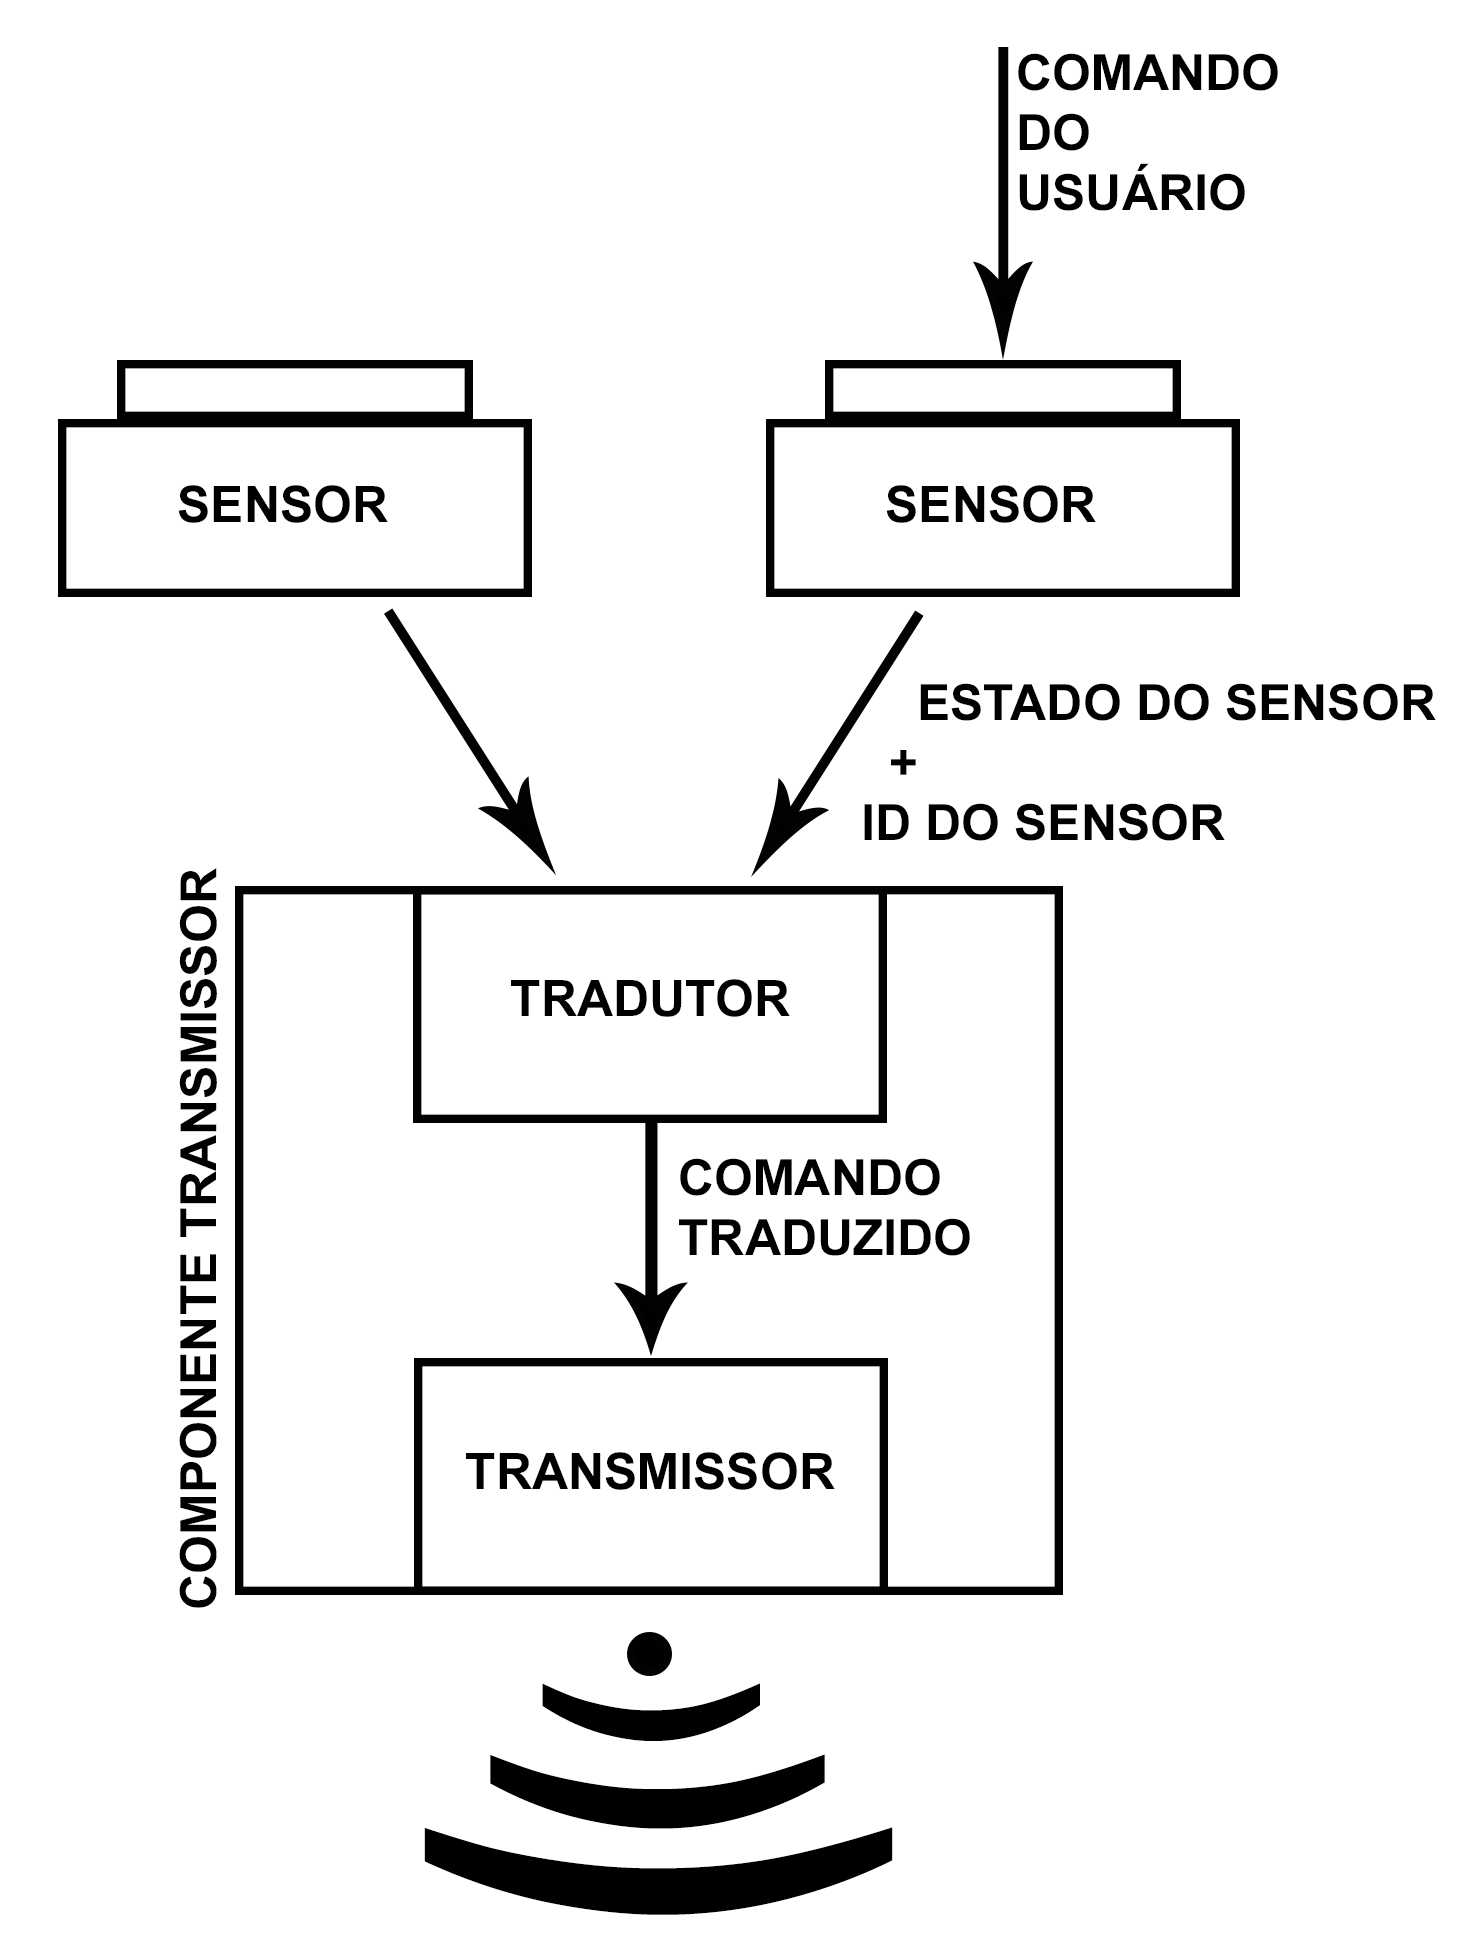 COMANDO
DO
USUÁRIO
SENSOR
SENSOR
ESTADO DO SENSOR
+
ID DO SENSOR
COMPONENTE TRANSMISSOR
TRADUTOR
COMANDO
TRADUZIDO
TRANSMISSOR